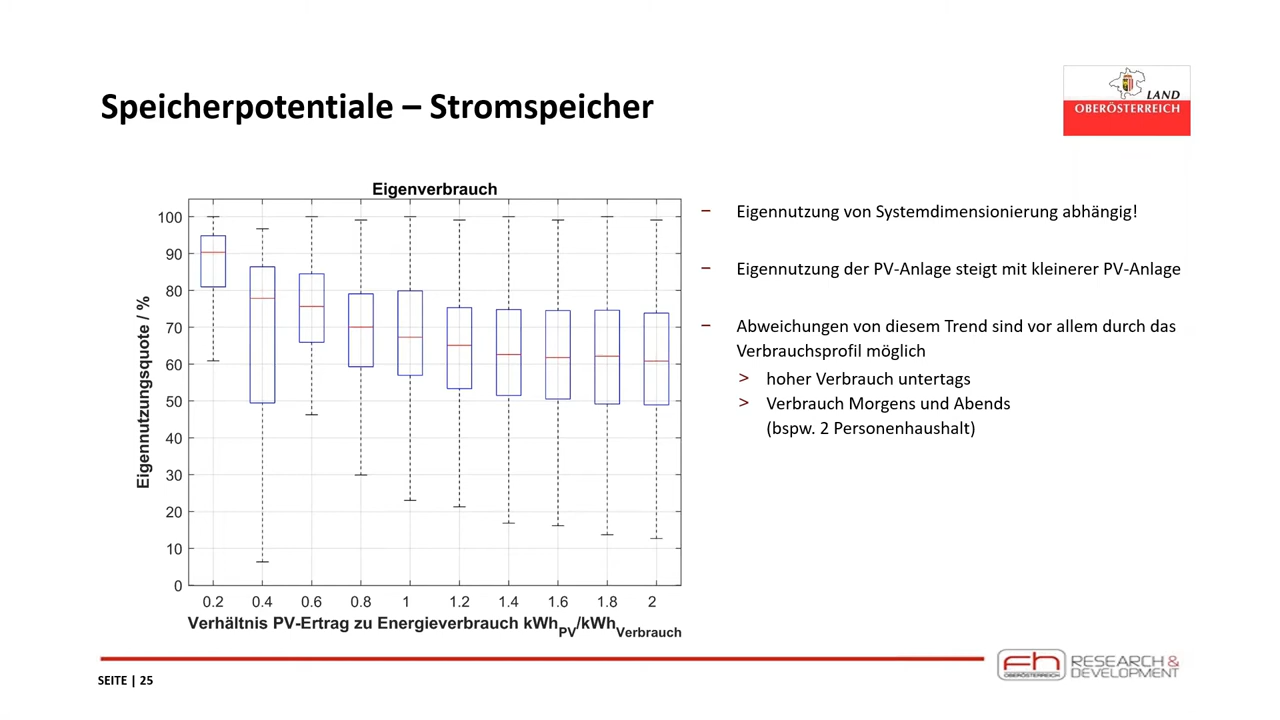 Speicherpotentiale – Stromspeicher
LAND
OBERÖSTERREICH
Eigenverbrauch
Eigennutzungsquote / %
100
90
80
70
60
50
40
30
20
10
0
0.2 0.4 0.6 0.8 1 1.2 1.4 1.6 1.8 2
Verhältnis PV-Ertrag zu Energieverbrauch kWhPV/kWhVerbrauch
– Eigennutzung von Systemdimensionierung abhängig!
– Eigennutzung der PV-Anlage steigt mit kleinerer PV-Anlage
– Abweichungen von diesem Trend sind vor allem durch das
Verbrauchsprofil möglich
> hoher Verbrauch untertags
> Verbrauch Morgens und Abends
(bspw. 2 Personenhaushalt)
SEITE | 25
fh
OBERÖSTERREICH
RESEARCH &
DEVELOPMENT